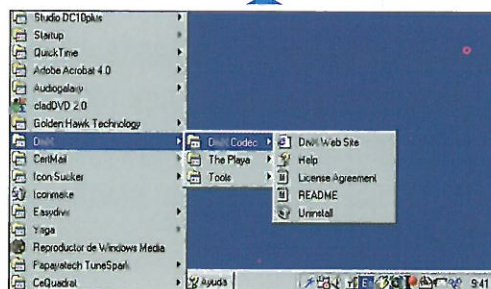 Studio DC10plus
Startup
QuickTime
Adobe Acrobat 4.0
Audiogalaxy
cladDVD 2.0
Golden Hawk Technology
DivX
DivX Codec
DivX Web Site
CertMail
The Playa
Help
Icon Sucker
Tools
License Agreement
Iconmake
README
Easydivx
Uninstall
Yaga
Reproductor de Windows Media
Papayatech TuneSpark
CeQuadrat
Ayuda
9:41